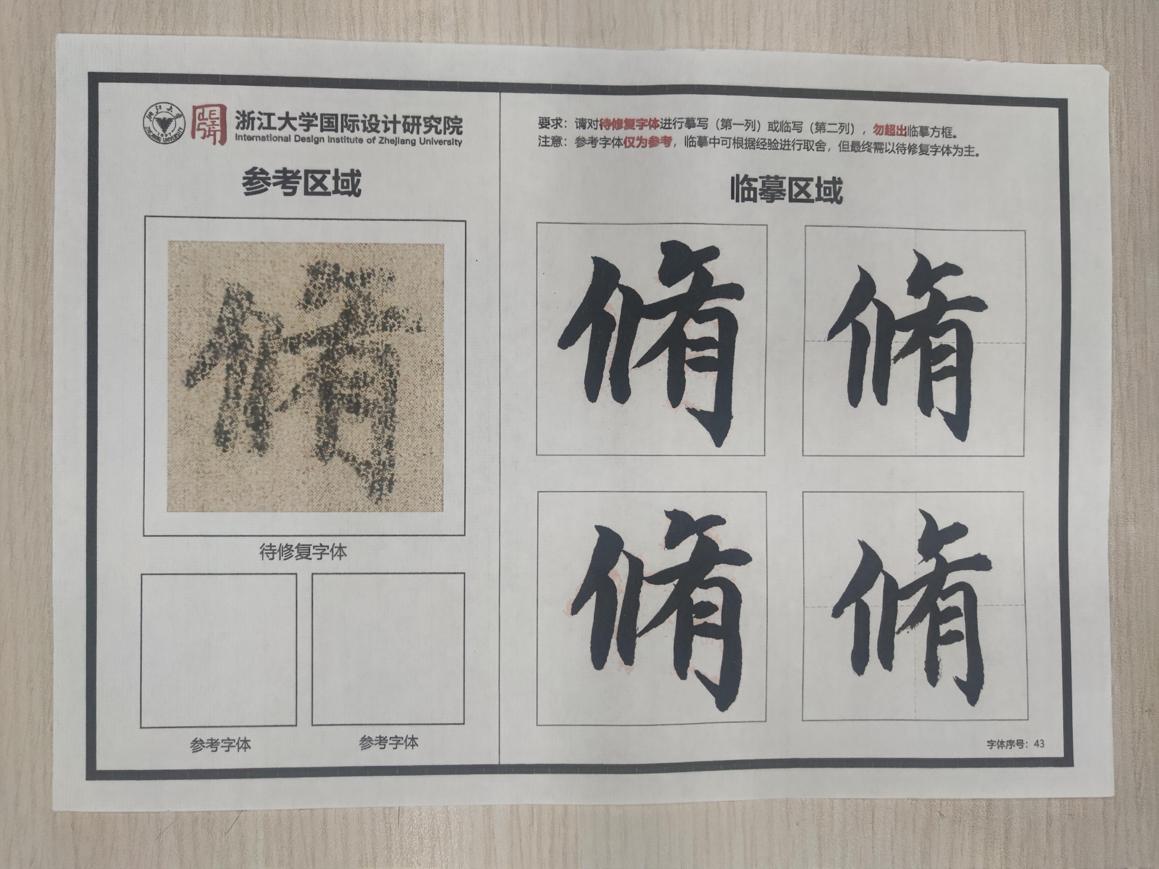 浙江大学国际设计研究院
International Design Institute of Zhejiang University
参考区域
待修复字体
参考字体
参考字体
要求：请对待修复字体进行摹写（第一列）或临写（第二列），勿超出临摹方框。
注意：参考字体仅为参考，临摹中可根据经验进行取舍，但最终需以待修复字体为主。
临摹区域
脩 脩
脩 脩
字体序号：43